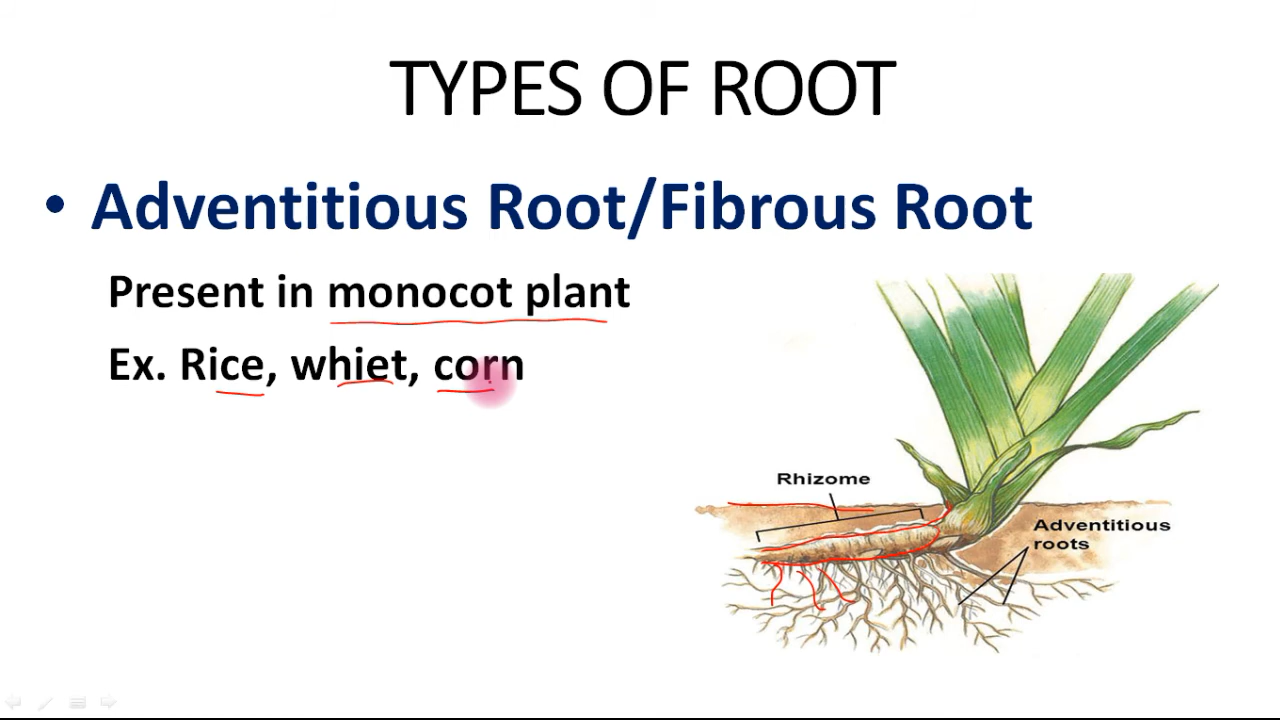 TYPES OF ROOT
• Adventitious Root/Fibrous Root
Present in monocot plant
Ex. Rice, whiet, corn
Rhizome
Adventitious
roots